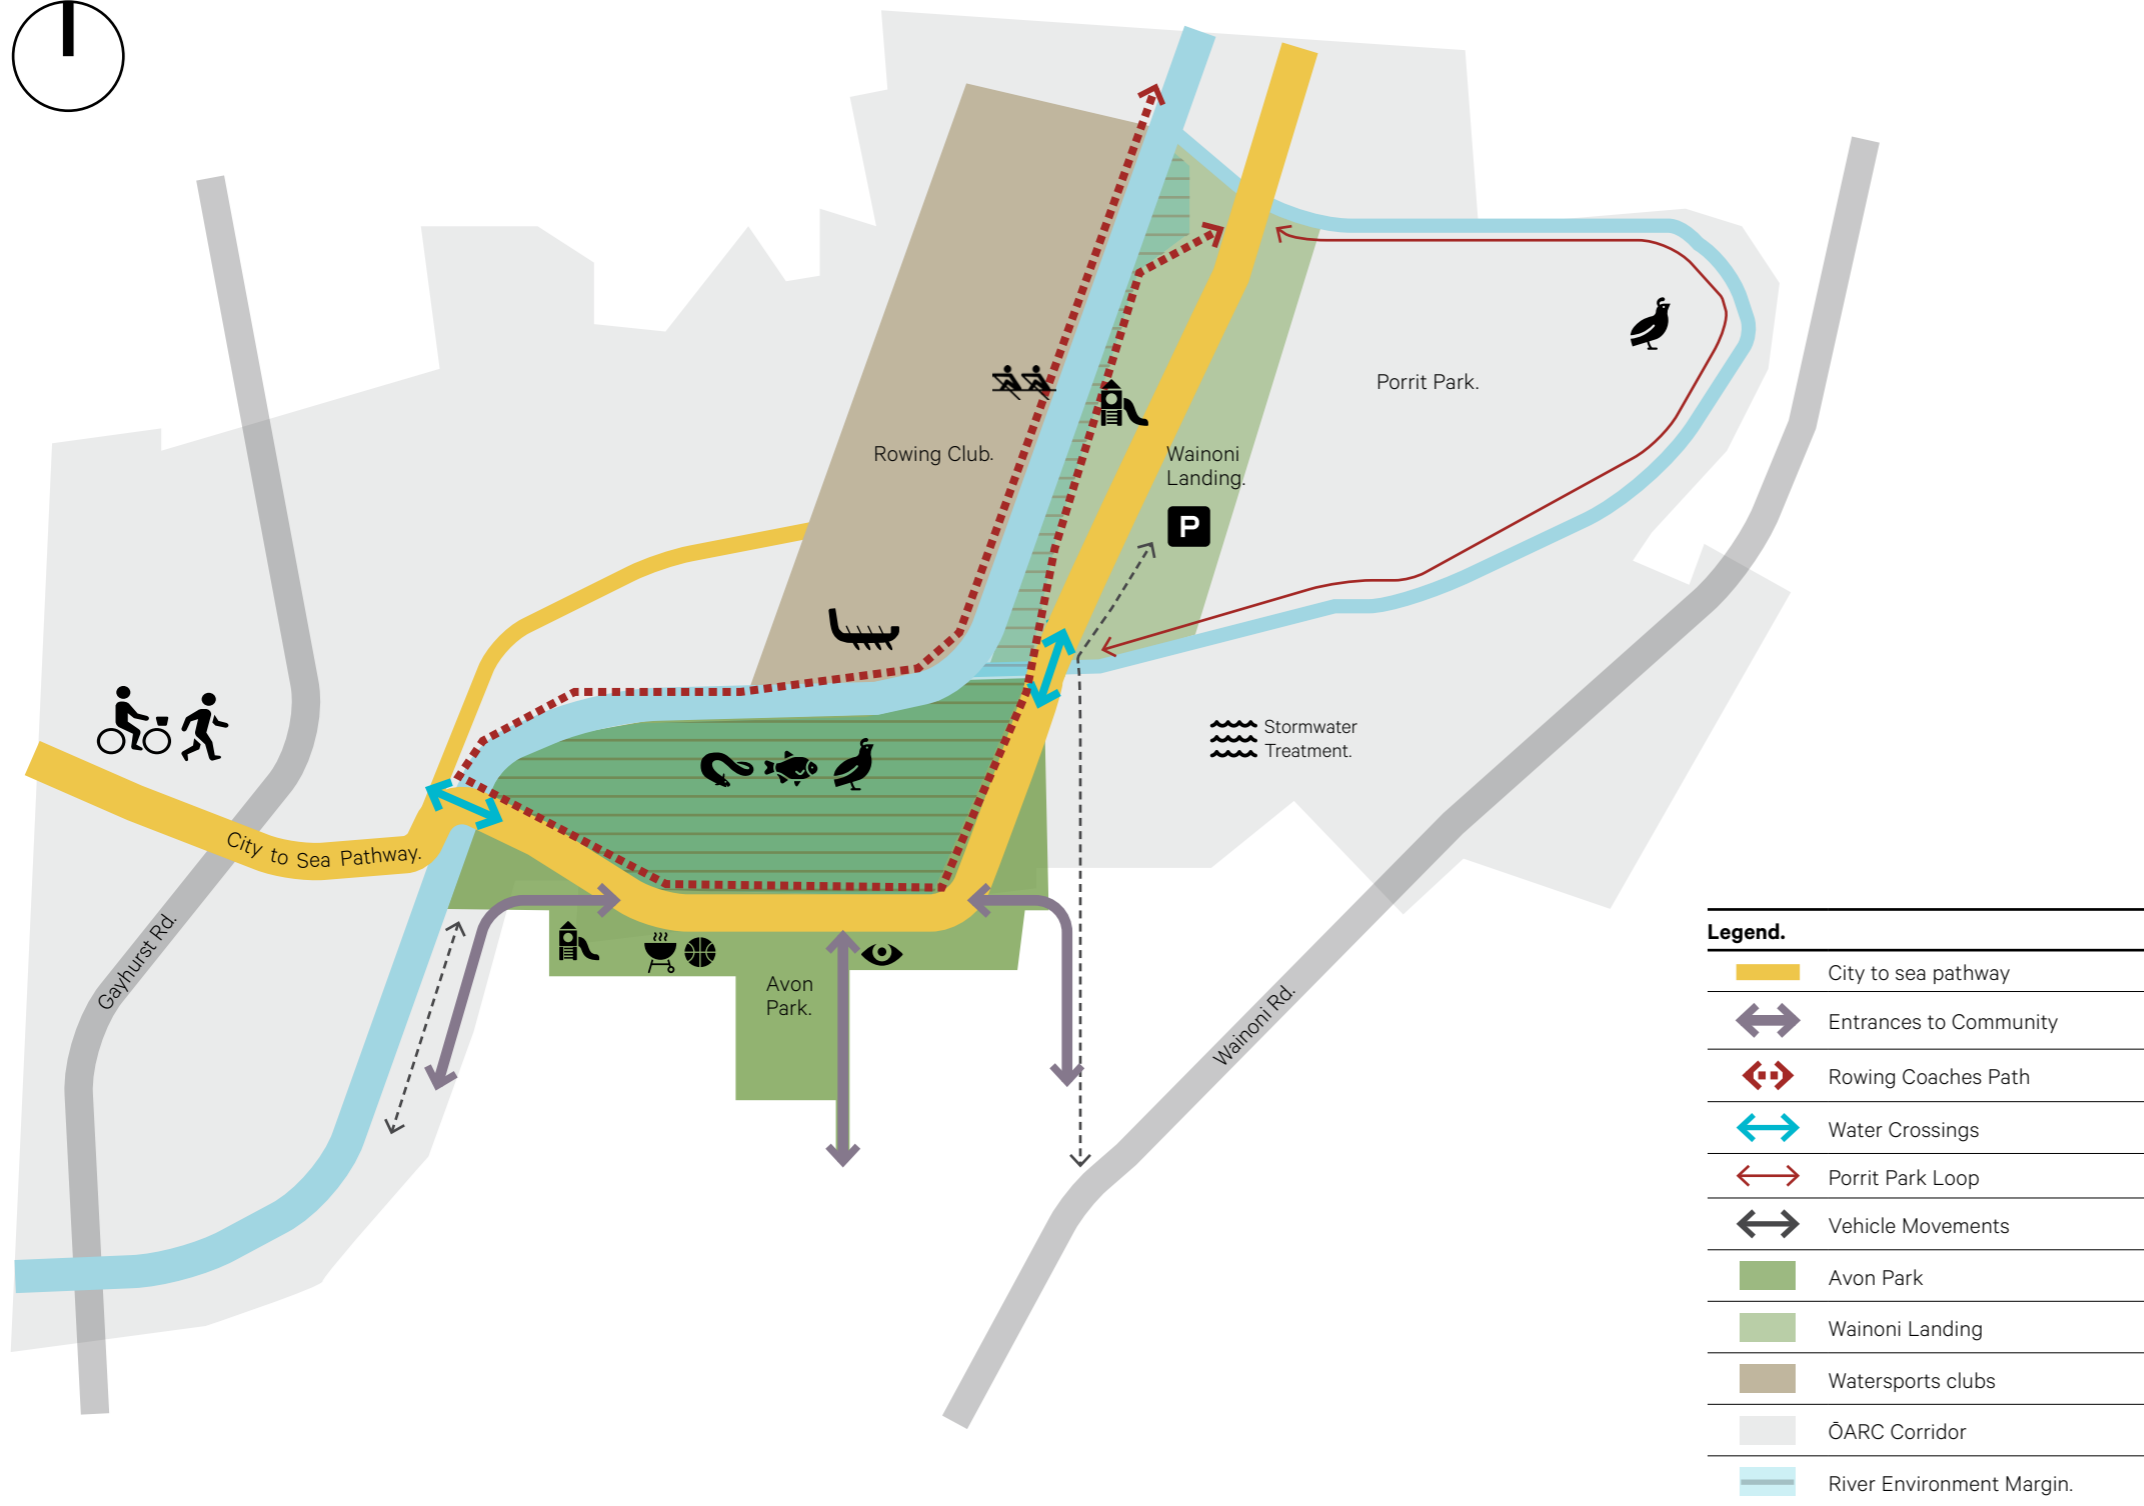 Porrit Park.
Rowing Club.
Wainoni
Landing.
P
Stormwater
Treatment.
City to Sea Pathway.
Gayhurst Rd.
Avon
Park.
Wainoni Rd.
Legend.
City to sea pathway
Entrances to Community
Rowing Coaches Path
Water Crossings
Porrit Park Loop
Vehicle Movements
Avon Park
Wainoni Landing
Watersports clubs
ŌARC Corridor
River Environment Margin.